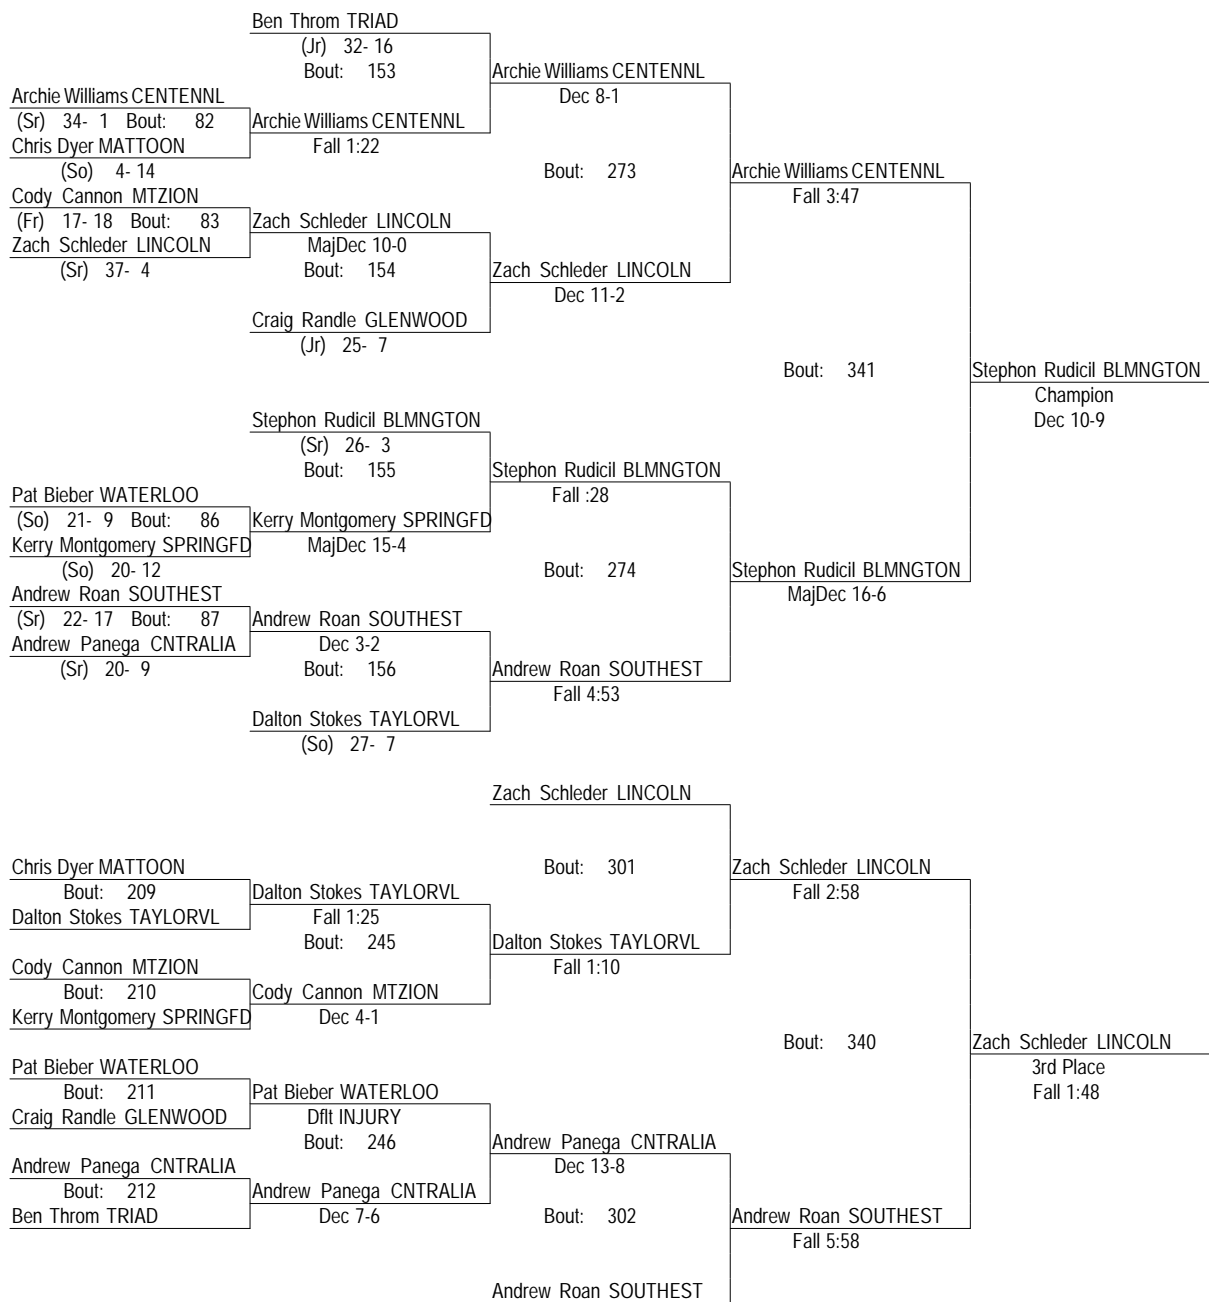 Ben Throm TRIAD
(Jr) 32- 16
Bout: 153
Archie Williams CENTENNL
Dec 8-1
Archie Williams CENTENNL
(Sr) 34- 1 Bout: 82
Archie Williams CENTENNL
Chris Dyer MATTOON
Fall 1:22
(So) 4- 14
Bout: 273
Archie Williams CENTENNL
Cody Cannon MTZION
Fall 3:47
(Fr) 17- 18 Bout: 83
Zach Schleder LINCOLN
Zach Schleder LINCOLN
MajDec 10-0
(Sr) 37- 4
Bout: 154
Zach Schleder LINCOLN
Dec 11-2
Craig Randle GLENWOOD
(Jr) 25- 7
Bout: 341
Stephon Rudicil BLMNGTON
Champion
Dec 10-9
Stephon Rudicil BLMNGTON
(Sr) 26- 3
Bout: 155
Stephon Rudicil BLMNGTON
Fall :28
Pat Bieber WATERLOO
(So) 21- 9 Bout: 86
Kerry Montgomery SPRINGFD
Kerry Montgomery SPRINGFD
MajDec 15-4
(So) 20- 12
Bout: 274
Stephon Rudicil BLMNGTON
Andrew Roan SOUTHEST
MajDec 16-6
(Sr) 22- 17 Bout: 87
Andrew Roan SOUTHEST
Andrew Panega CNTRALIA
Dec 3-2
(Sr) 20- 9
Bout: 156
Andrew Roan SOUTHEST
Fall 4:53
Dalton Stokes TAYLORVL
(So) 27- 7
Zach Schleder LINCOLN
Chris Dyer MATTOON
Bout: 301
Zach Schleder LINCOLN
Bout: 209
Dalton Stokes TAYLORVL
Fall 2:58
Dalton Stokes TAYLORVL
Fall 1:25
Bout: 245
Dalton Stokes TAYLORVL
Cody Cannon MTZION
Fall 1:10
Bout: 210
Cody Cannon MTZION
Kerry Montgomery SPRINGFD
Dec 4-1
Bout: 340
Zach Schleder LINCOLN
Pat Bieber WATERLOO
3rd Place
Bout: 211
Pat Bieber WATERLOO
Fall 1:48
Craig Randle GLENWOOD
Dflt INJURY
Bout: 246
Andrew Panega CNTRALIA
Andrew Panega CNTRALIA
Dec 13-8
Bout: 212
Andrew Panega CNTRALIA
Ben Throm TRIAD
Dec 7-6
Bout: 302
Andrew Roan SOUTHEST
Fall 5:58
Andrew Roan SOUTHEST